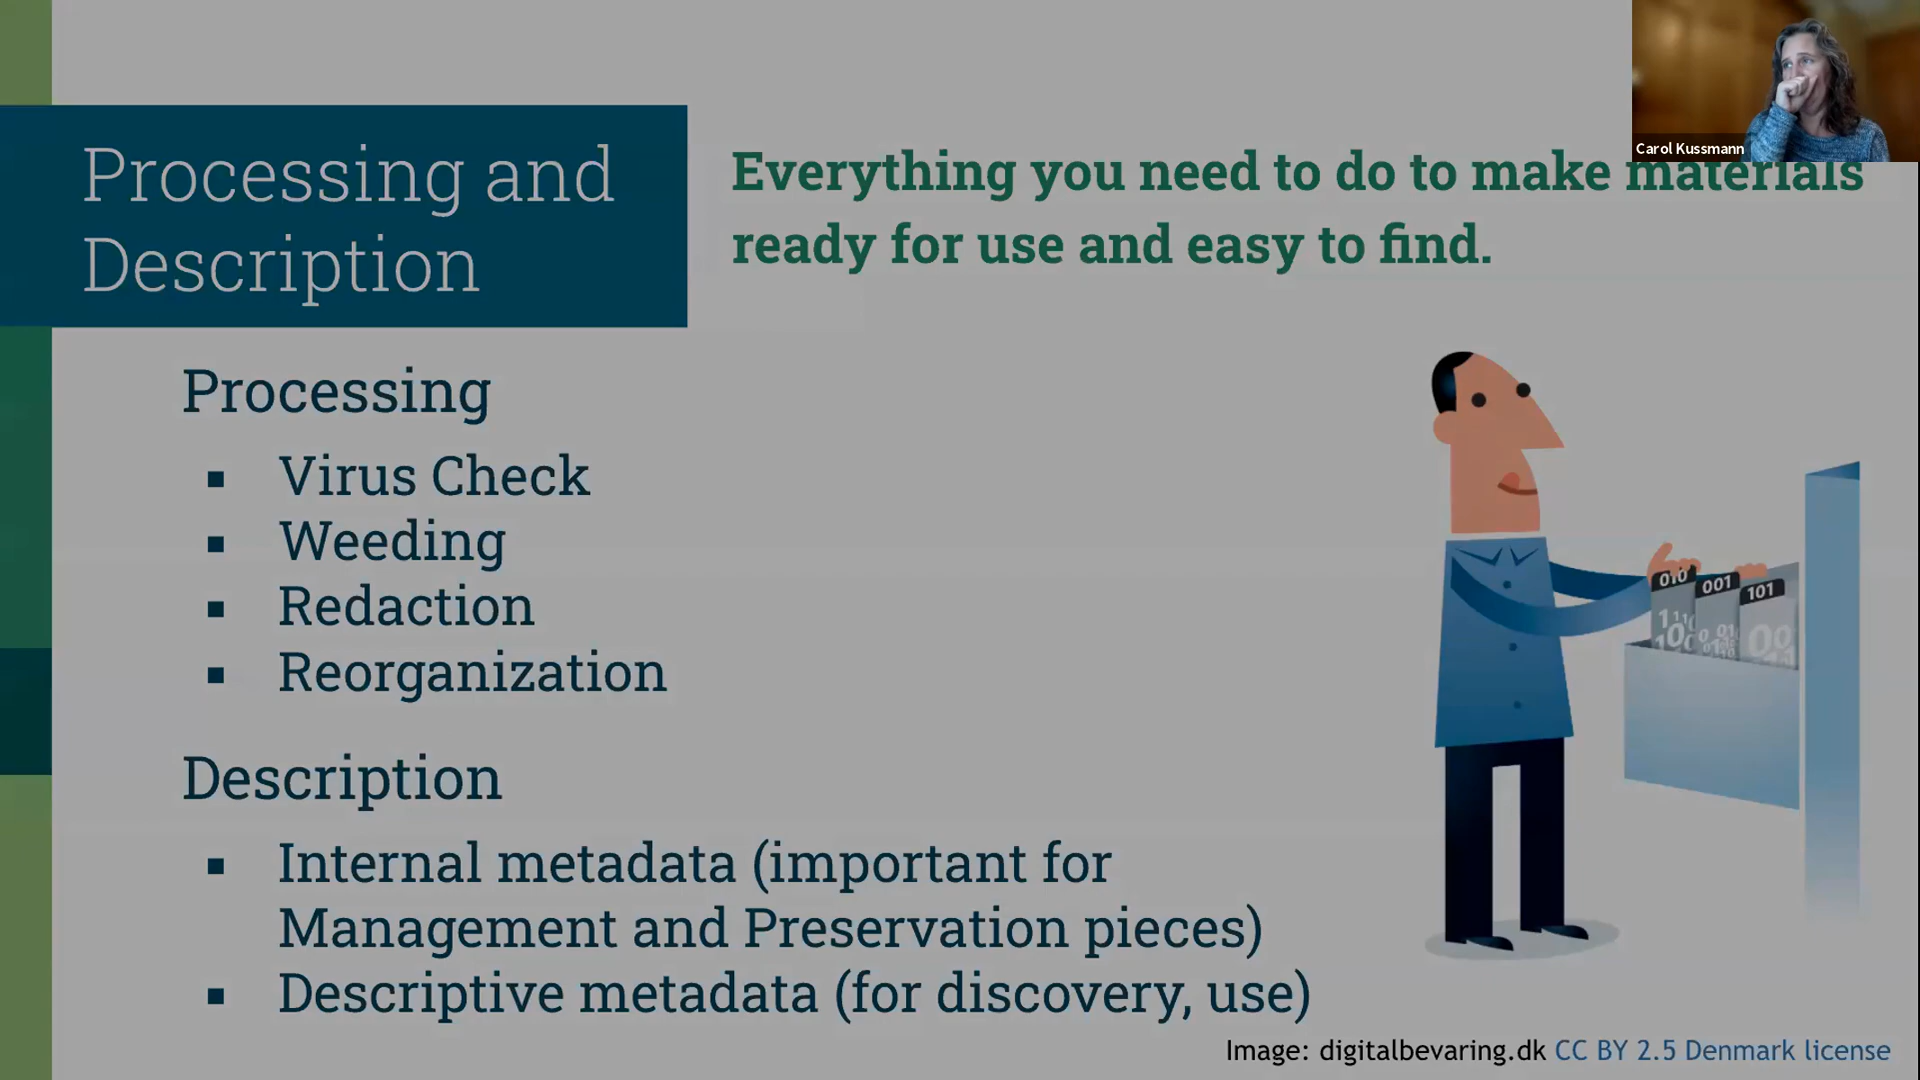 Processing and
Description
Everything you need to do to make materials
ready for use and easy to find.
Carol Kussmann
Processing
▪ Virus Check
▪ Weeding
▪ Redaction
▪ Reorganization
Description
▪ Internal metadata (important for
Management and Preservation pieces)
▪ Descriptive metadata (for discovery, use)
010
001
101
Image: digitalbevaring.dk CC BY 2.5 Denmark license